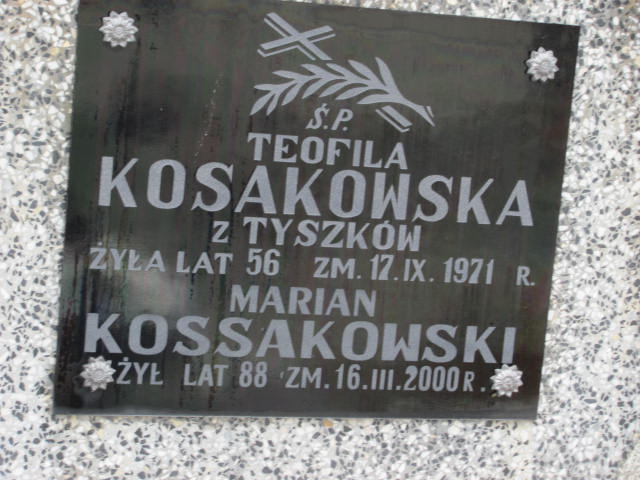 Ś.P.
TEOFILA
KOSAKOWSKA
Z TYSZKÓW
ŻYŁA LAT 56 ZM. 17.IX. 1971 R.
MARIAN
KOSSAKOWSKI
ŻYŁ LAT 88 ZM. 16.III.2000 R.